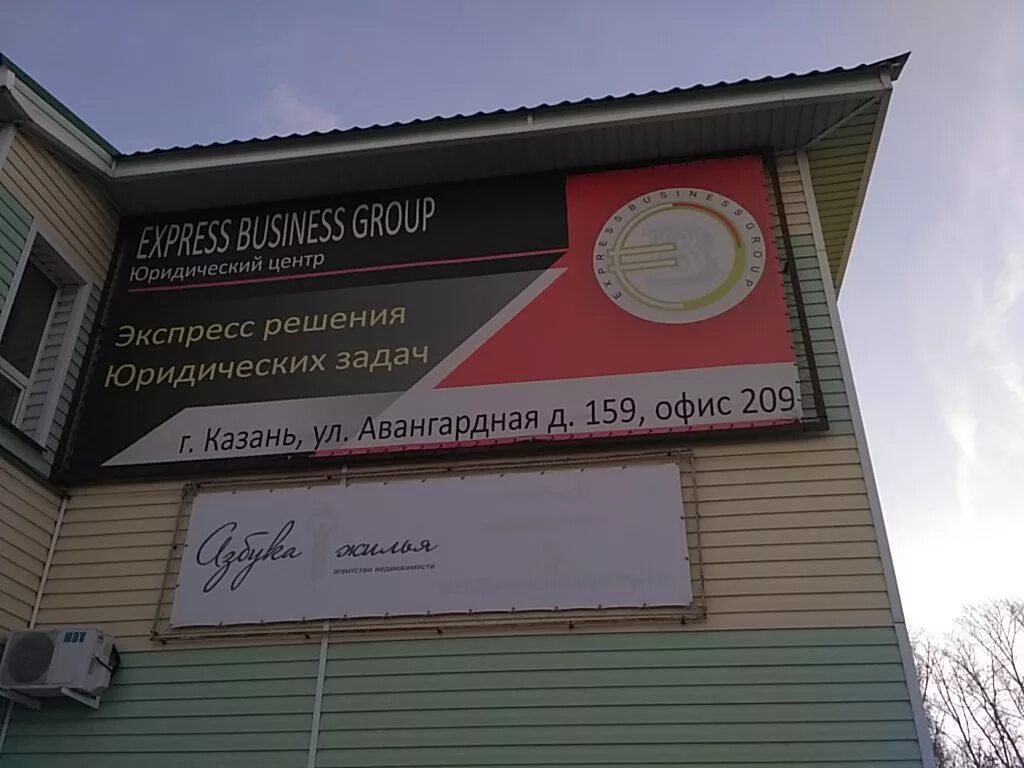 EXPRESS BUSINESS GROUP
Юридический центр
EXPRESS BUSINESS GROUP
Экспресс решения
Юридических задач
г. Казань, ул. Авангардная д. 159, офис 209
Азбука жилья
агентство недвижимости
MDV